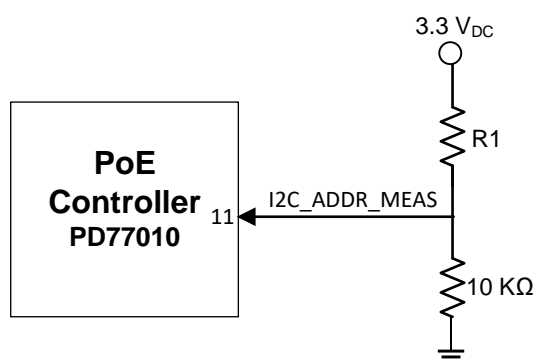 3.3 VDC
R1
PoE
Controller
PD77010
11
I2C_ADDR_MEAS
10 KΩ